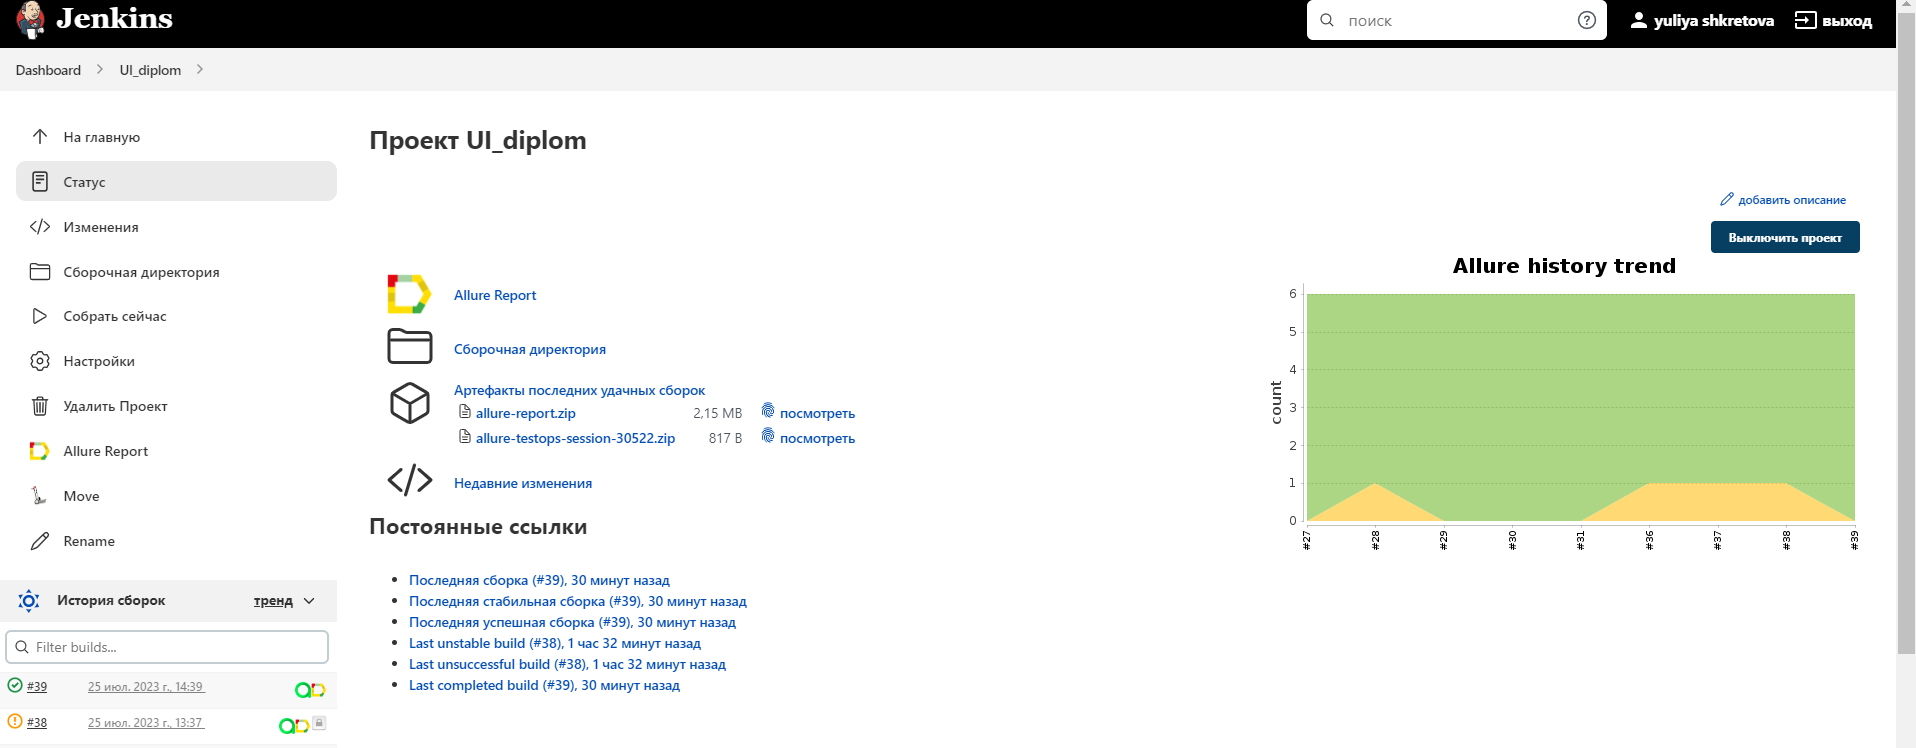 Jenkins
поиск
yuliya shkretova
выход
Dashboard
UI_diplom
На главную
Статус
Изменения
Сборочная директория
Собрать сейчас
Настройки
Удалить Проект
Allure Report
Move
Rename
История сборок
тренд
Filter builds...
#39
25 июл. 2023 г., 14:39
#38
25 июл. 2023 г., 13:37
Проект UI_diplom
добавить описание
Выключить проект
Allure Report
Сборочная директория
Артефакты последних удачных сборок
allure-report.zip 2,15 MB посмотреть
allure-testops-session-30522.zip 817 B посмотреть
Недавние изменения
Постоянные ссылки
Последняя сборка (#39), 30 минут назад
Последняя стабильная сборка (#39), 30 минут назад
Последняя успешная сборка (#39), 30 минут назад
Last unstable build (#38), 1 час 32 минут назад
Last unsuccessful build (#38), 1 час 32 минут назад
Last completed build (#39), 30 минут назад
Allure history trend
count
6
5
4
3
2
1
0
#27
#28
#29
#30
#31
#36
#37
#38
#39